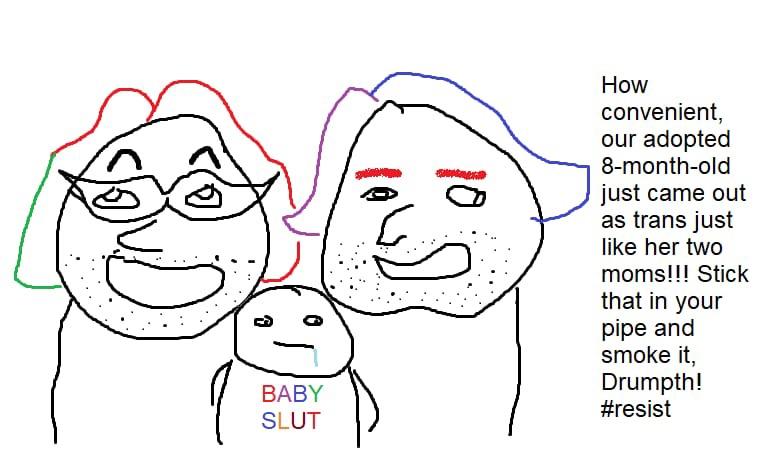 How
convenient,
our adopted
8-month-old
just came out
as trans just
like her two
moms!!! Stick
that in your
pipe and
smoke it,
Drumpth!
#resist
BABY
SLUT